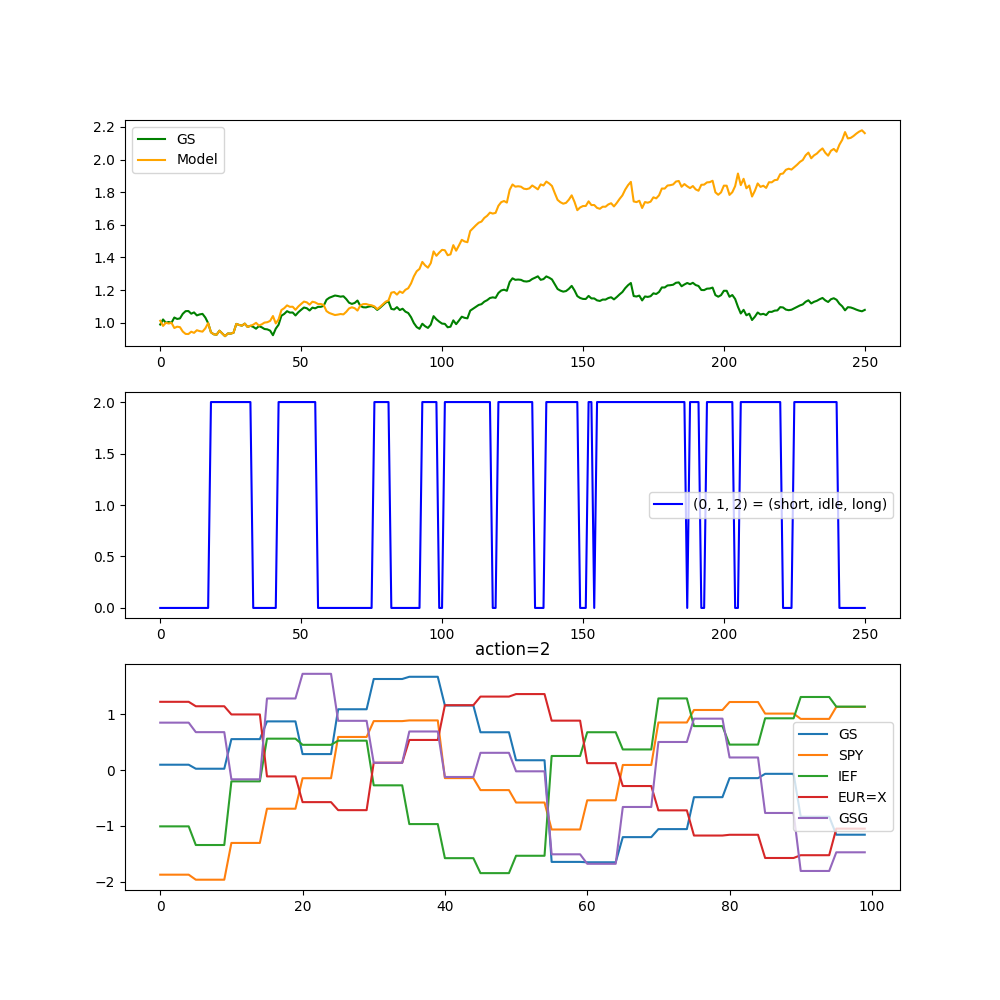 2.2
2.0
1.8
1.6
1.4
1.2
1.0
GS
Model
0 50 100 150 200 250
2.0
1.5
1.0
0.5
0.0
(0, 1, 2) = (short, idle, long)
0 50 100 150 200 250
action=2
1
0
−1
−2
GS
SPY
IEF
EUR=X
GSG
0 20 40 60 80 100